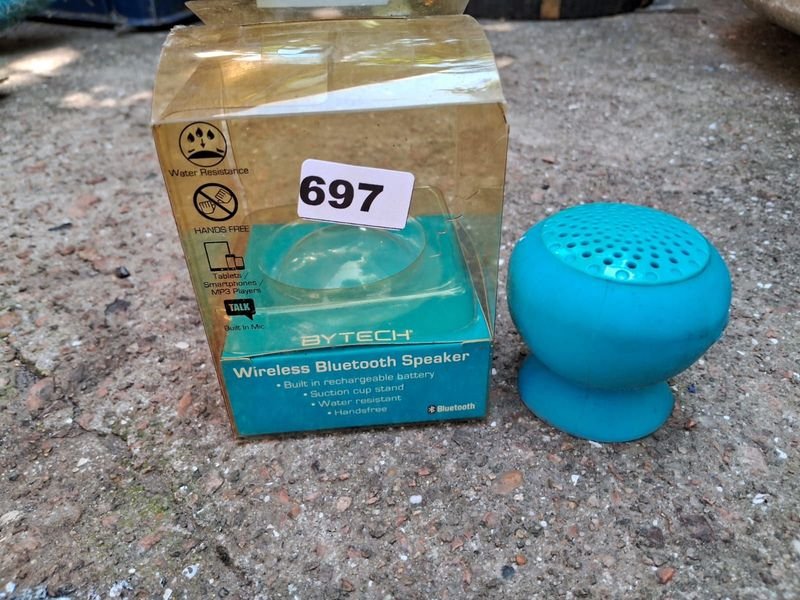 Water Resistance
697
HANDS FREE
Tablets /
Smartphones /
MP3 Players
TALK
Built In Mic
BYTECH
Wireless Bluetooth Speaker
• Built in rechargeable battery
• Suction cup stand
• Water resistant
• Handsfree
Bluetooth